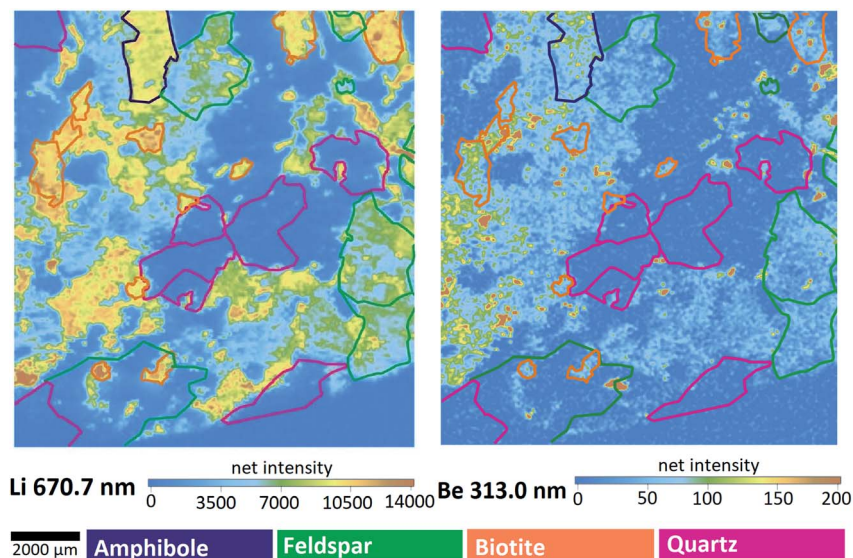 net intensity
Li 670.7 nm
0 3500 7000 10500 14000
net intensity
Be 313.0 nm
0 50 100 150 200
2000 µm
Amphibole
Feldspar
Biotite
Quartz